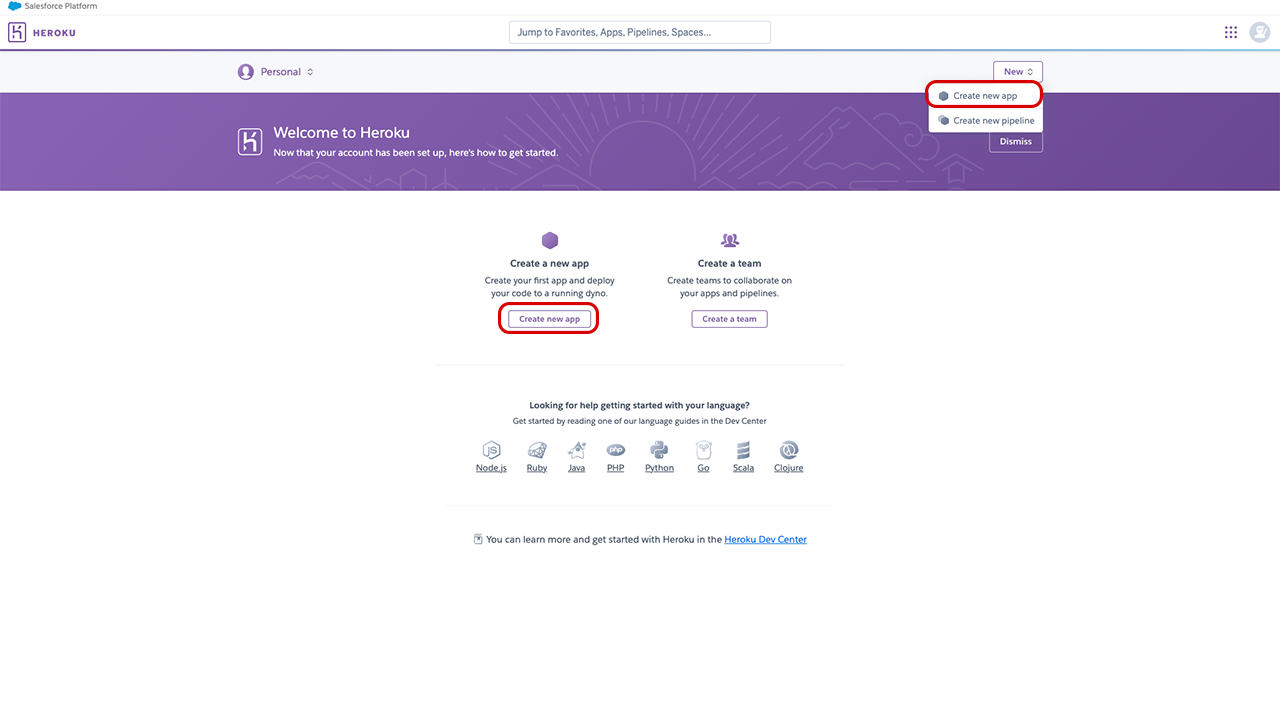 Salesforce Platform
HEROKU
Jump to Favorites, Apps, Pipelines, Spaces...
Personal
New
Create new app
Create new pipeline
Welcome to Heroku
Now that your account has been set up, here's how to get started.
Dismiss
Create a new app
Create your first app and deploy
your code to a running dyno.
Create new app
Create a team
Create teams to collaborate on
your apps and pipelines.
Create a team
Looking for help getting started with your language?
Get started by reading one of our language guides in the Dev Center
JS
php
Node.js Ruby Java PHP Python Go Scala Clojure
You can learn more and get started with Heroku in the Heroku Dev Center